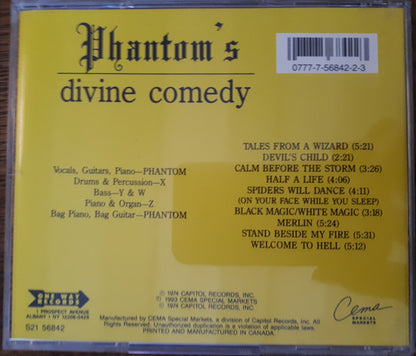 Phantom's
0777-7-56842-2-3
divine comedy
Vocals, Guitars, Piano—PHANTOM
Drums & Percussion—X
Bass—Y & W
Piano & Organ—Z
Bag Piano, Bag Guitar—PHANTOM
TALES FROM A WIZARD (5:21)
DEVIL'S CHILD (2:21)
CALM BEFORE THE STORM (3:26)
HALF A LIFE (4:06)
SPIDERS WILL DANCE (4:11)
(ON YOUR FACE WHILE YOU SLEEP)
BLACK MAGIC/WHITE MAGIC (3:18)
MERLIN (5:24)
STAND BESIDE MY FIRE (5:31)
WELCOME TO HELL (5:12)
1 PROSPECT AVENUE
ALBANY NY 12206-0429
S21 56842
℗ 1974 CAPITOL RECORDS, INC.
℗ 1993 CEMA SPECIAL MARKETS
© 1974 CAPITOL RECORDS, INC.
Manufactured by CEMA Special Markets, a division of Capitol Records, Inc. All
Rights Reserved. Unauthorized duplication is a violation of applicable laws.
PRINTED AND MANUFACTURED IN CANADA.
Cema
SPECIAL
MARKETS